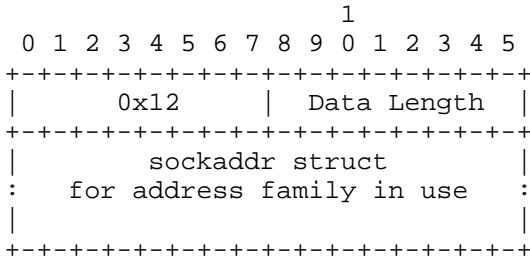 1
 0 1 2 3 4 5 6 7 8 9 0 1 2 3 4 5
+-+-+-+-+-+-+-+-+-+-+-+-+-+-+-+-+
|      0x12      |  Data Length  |
+-+-+-+-+-+-+-+-+-+-+-+-+-+-+-+-+
|        sockaddr struct        |
:   for address family in use   :
|                               |
+-+-+-+-+-+-+-+-+-+-+-+-+-+-+-+-+